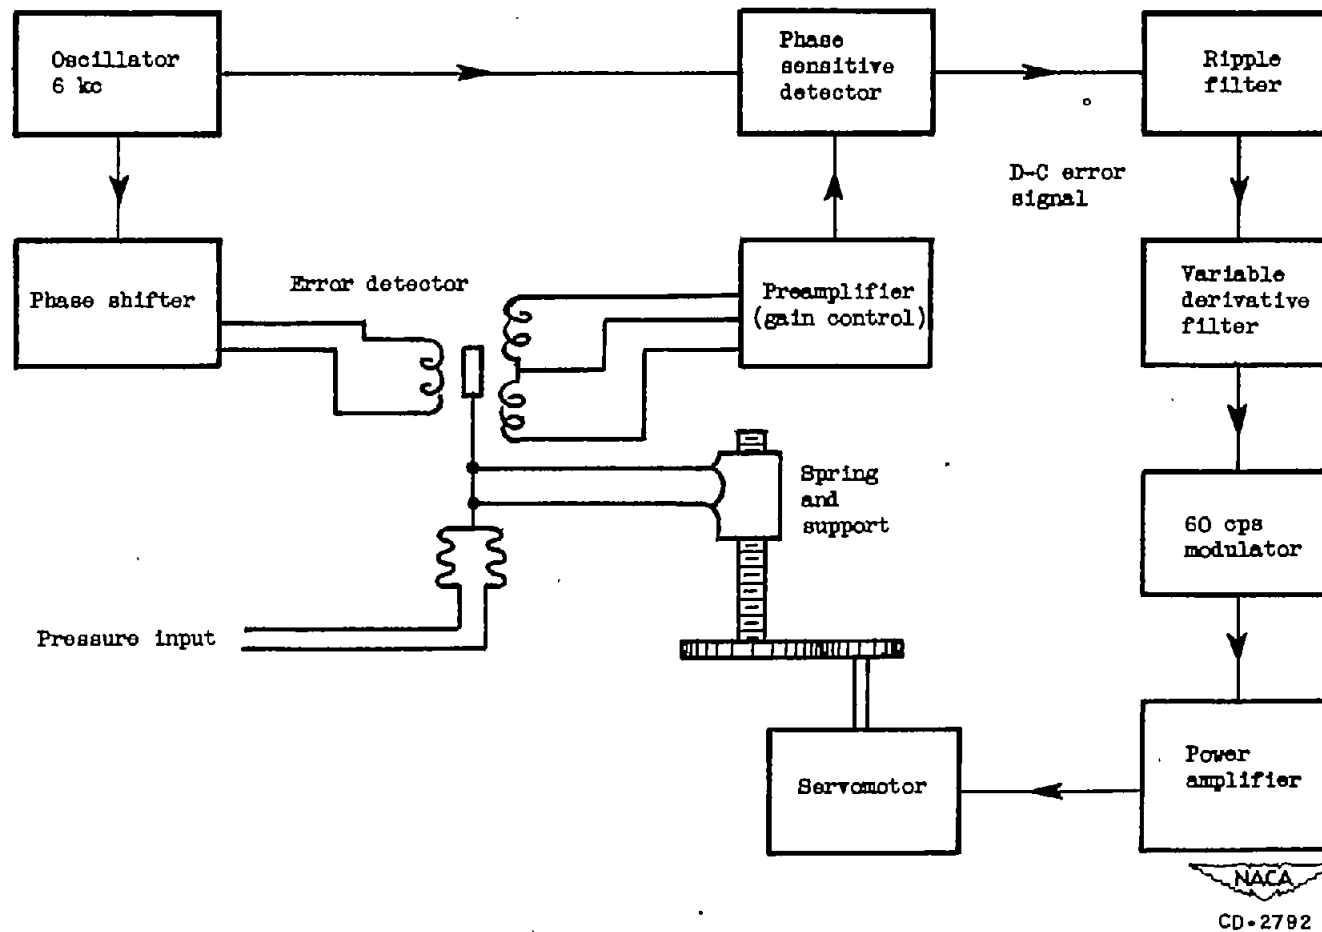 Oscillator
6 kc
Phase
sensitive
detector
Ripple
filter
D-C error
signal
Phase shifter
Error detector
Preamplifier
(gain control)
Variable
derivative
filter
Spring
and
support
60 cps
modulator
Pressure input
Servomotor
Power
amplifier
NACA
CD-2792